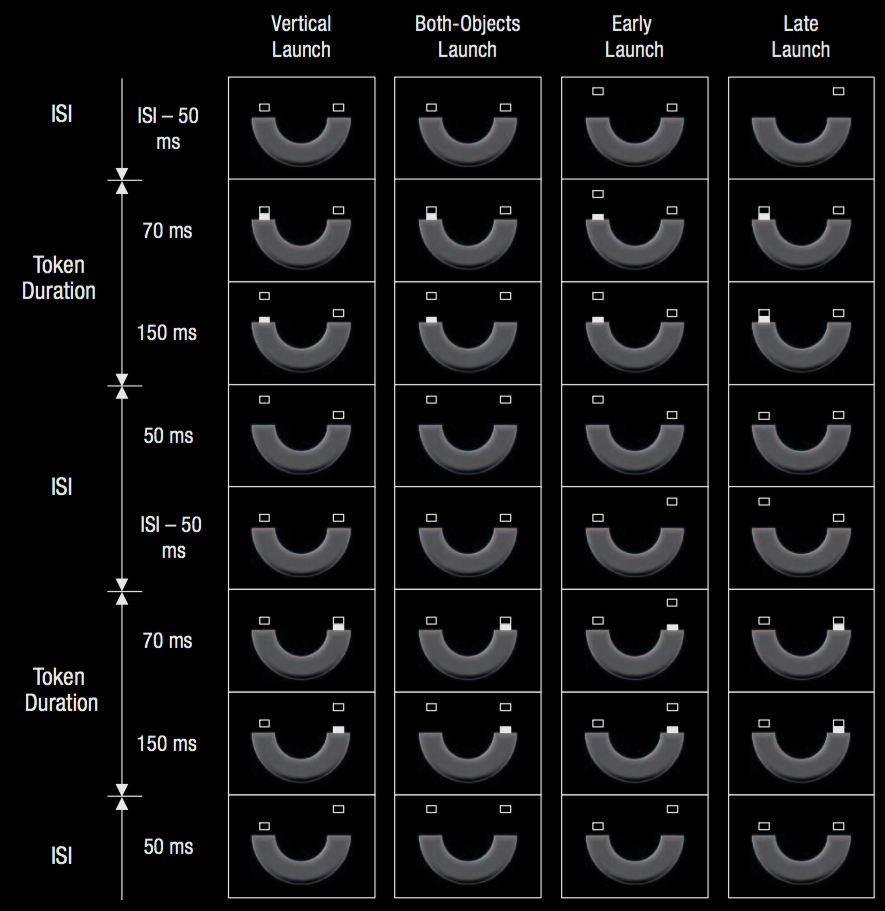 Vertical
Launch
Both-Objects
Launch
Early
Launch
Late
Launch
ISI
ISI – 50
ms
70 ms
Token
Duration
150 ms
50 ms
ISI
ISI – 50
ms
70 ms
Token
Duration
150 ms
50 ms
ISI